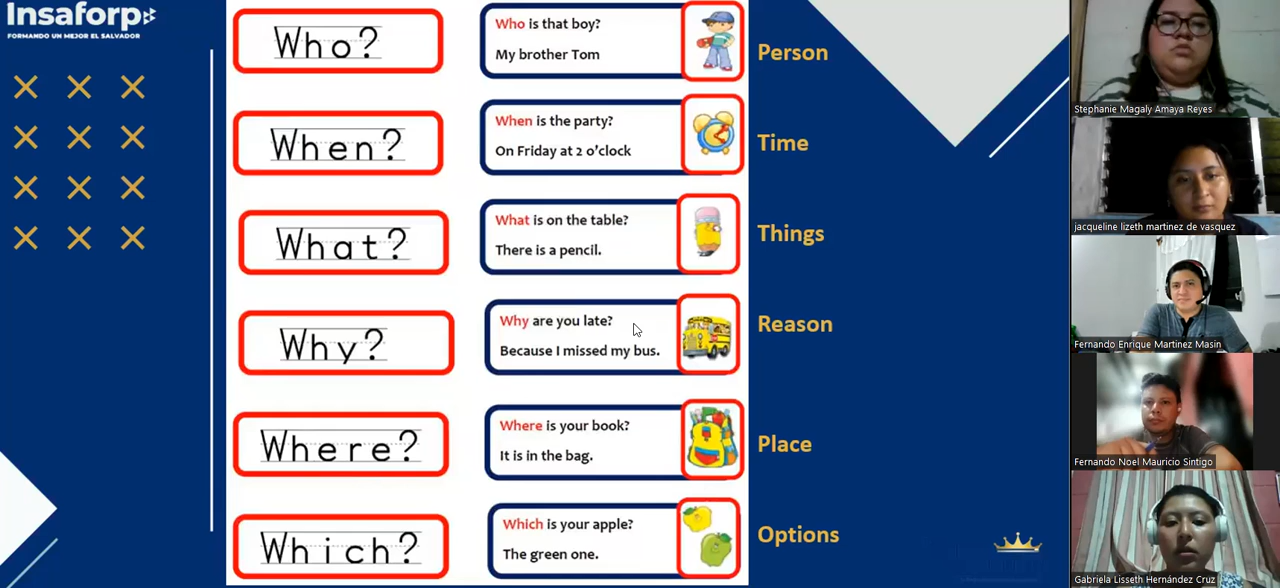 Insaforp
FORMANDO UN MEJOR EL SALVADOR
Who?
Who is that boy?
My brother Tom
Person
When?
When is the party?
On Friday at 2 o'clock
Time
What?
What is on the table?
There is a pencil.
Things
Why?
Why are you late?
Because I missed my bus.
Reason
Where?
Where is your book?
It is in the bag.
Place
Which?
Which is your apple?
The green one.
Options
Stephanie Magaly Amaya Reyes
jacqueline lizeth martinez de vasquez
Fernando Enrique Martinez Masin
Fernando Noel Mauricio Sintigo
Gabriela Lisseth Hernández Cruz